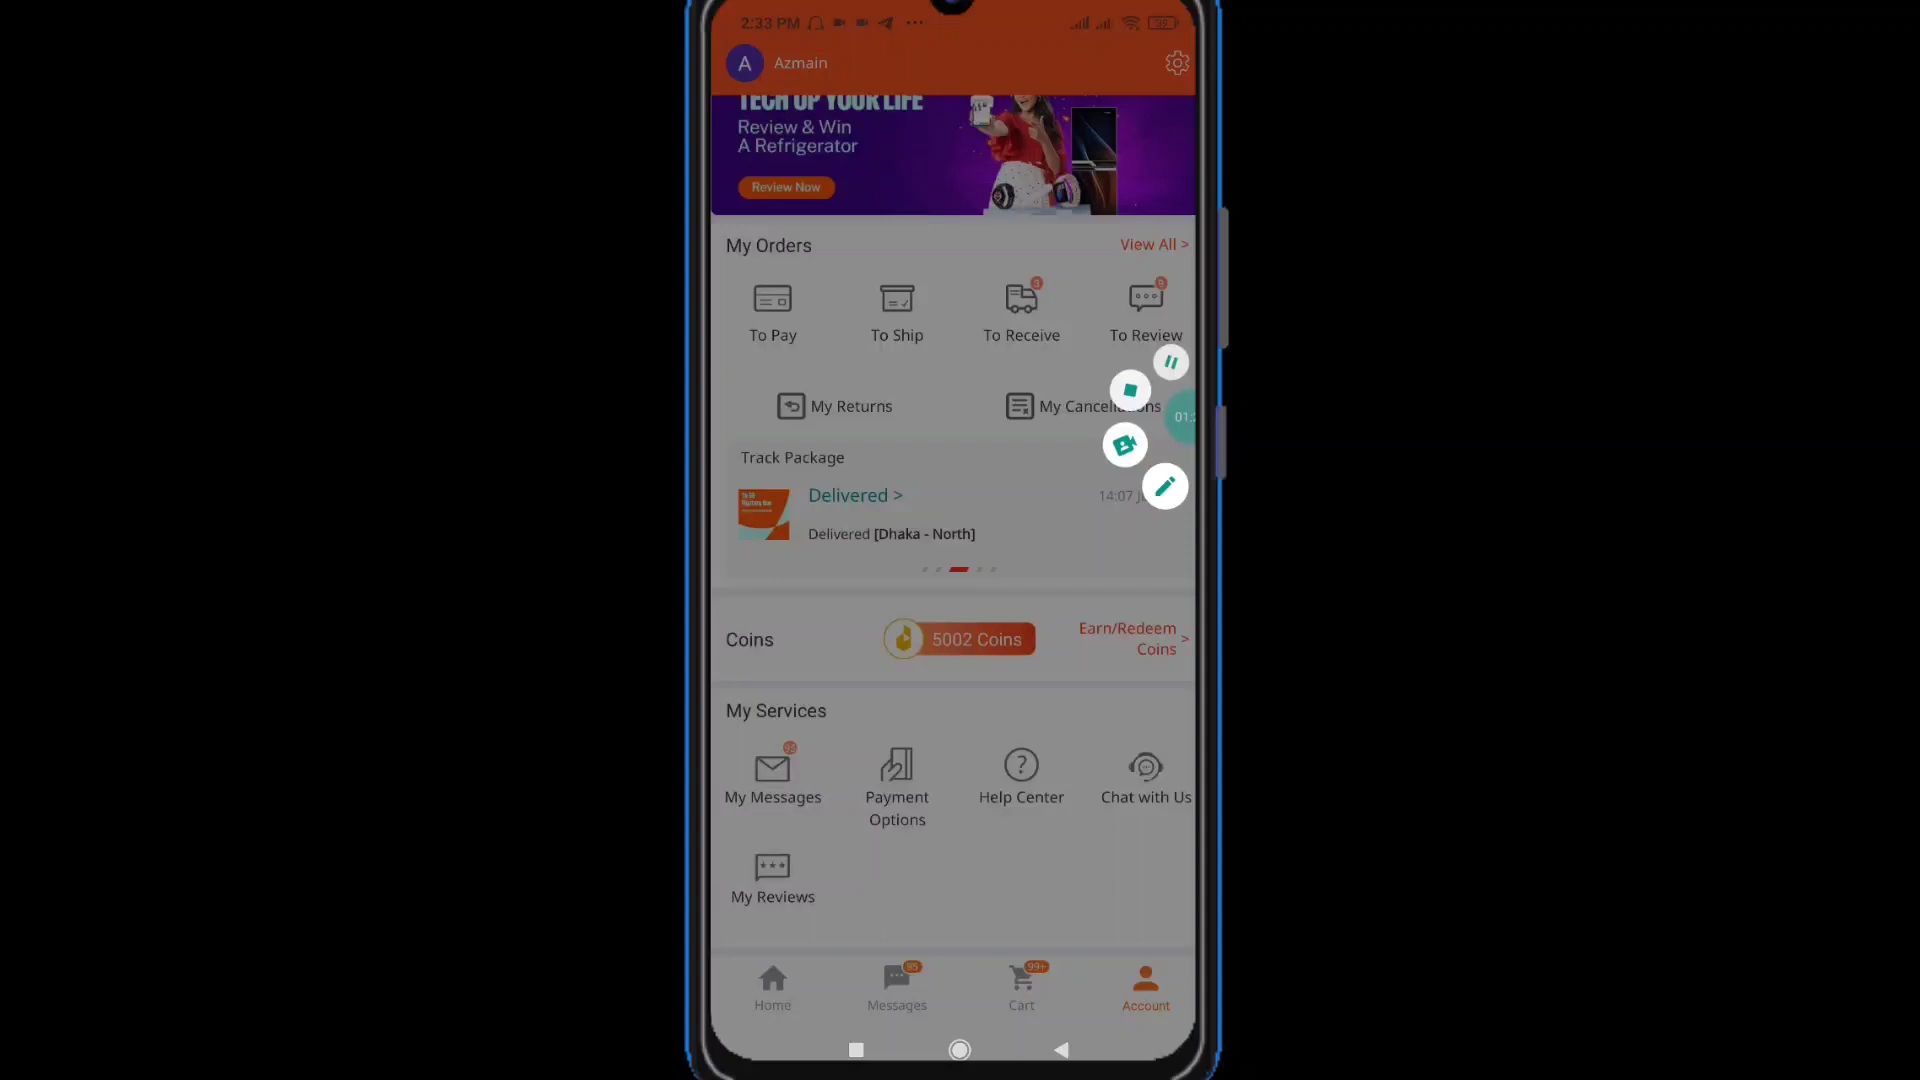 2:33 PM
A Azmain
TECH UP YOUR LIFE
Review & Win
A Refrigerator
Review Now
My Orders
View All >
To Pay
To Ship
3
To Receive
9
To Review
My Returns
My Cancellations
01:
Track Package
Delivered >
14:07
Delivered [Dhaka - North]
Coins
5002 Coins
Earn/Redeem
Coins >
My Services
My Messages
Payment
Options
Help Center
Chat with Us
My Reviews
Home
Messages
99+
Cart
Account